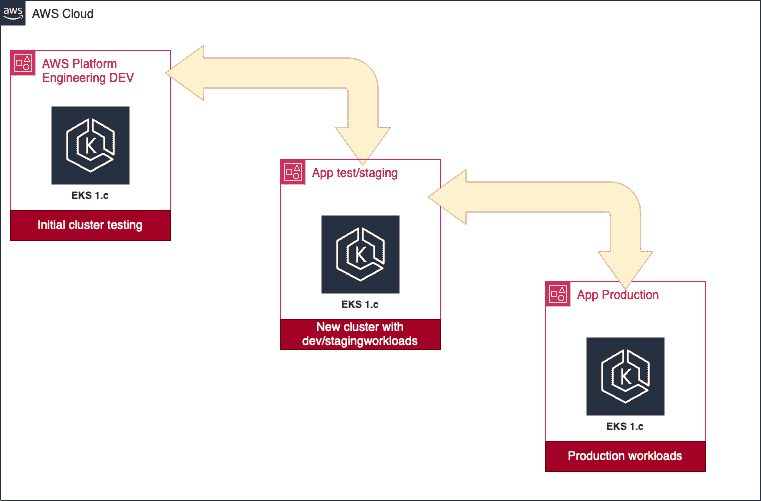 aws
AWS Cloud
AWS Platform
Engineering DEV
K
EKS 1.c
Initial cluster testing
App test/staging
K
EKS 1.c
New cluster with
dev/stagingworkloads
App Production
K
EKS 1.c
Production workloads